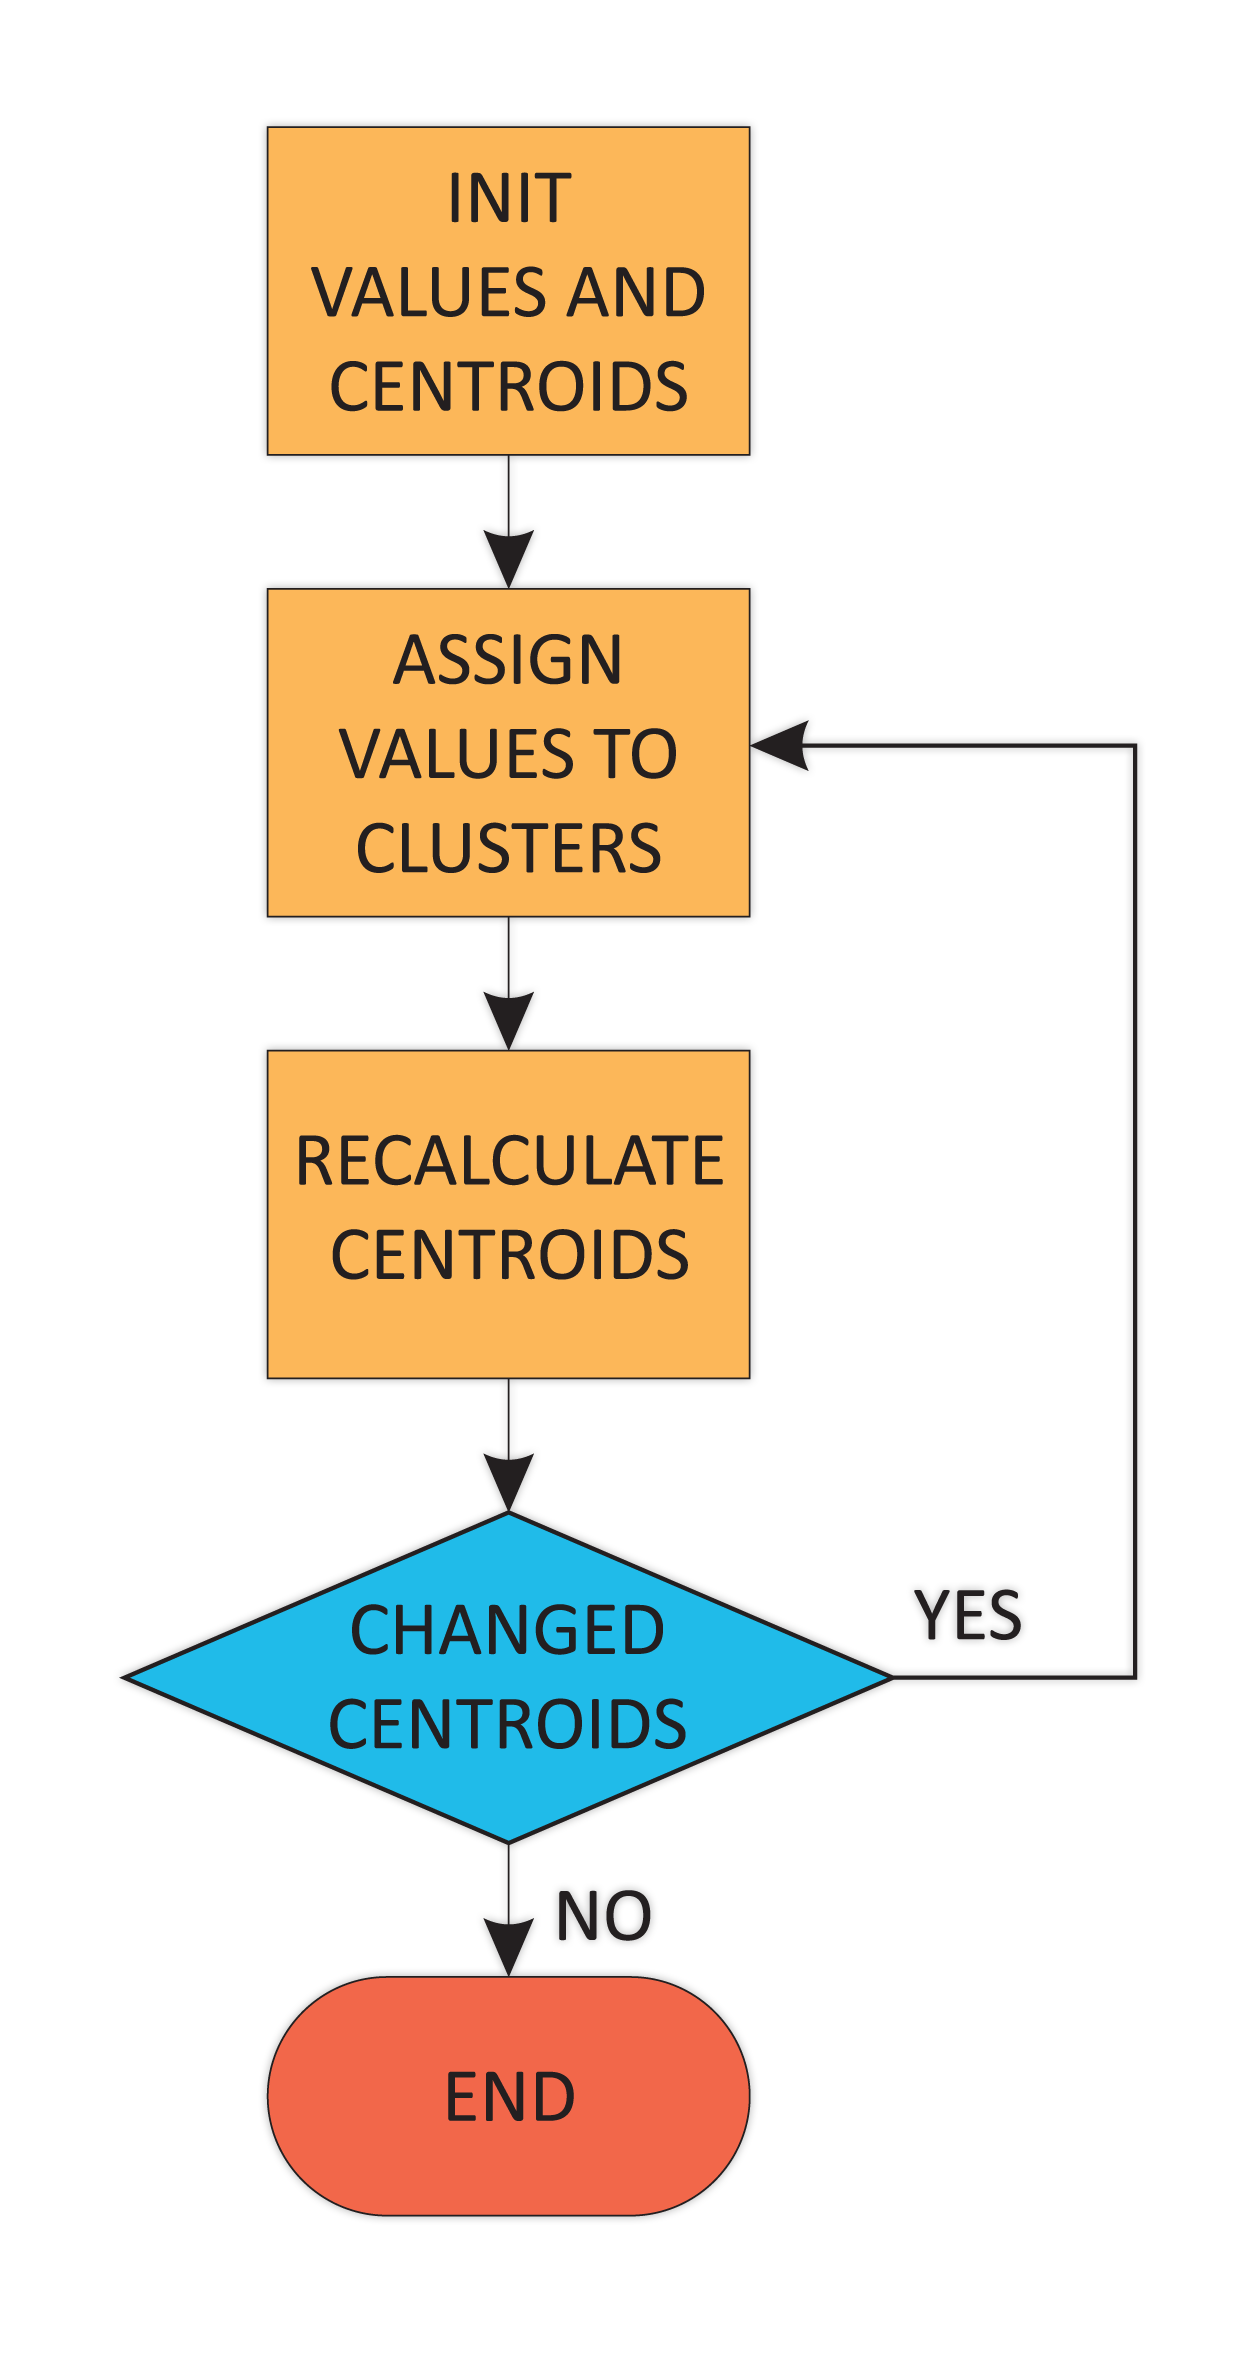 INIT
VALUES AND
CENTROIDS
ASSIGN
VALUES TO
CLUSTERS
RECALCULATE
CENTROIDS
CHANGED
CENTROIDS
YES
NO
END